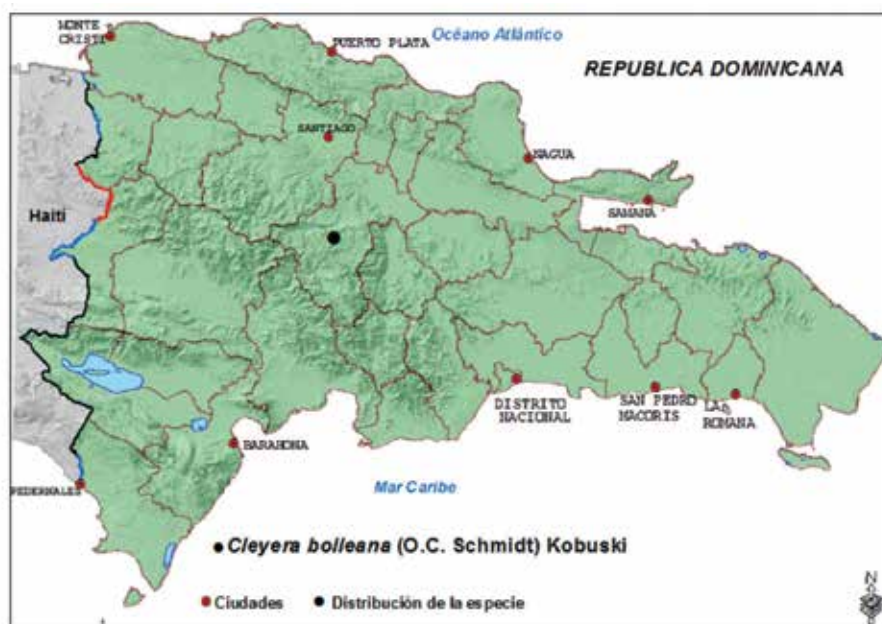 MONTE
CRISTI
PUERTO PLATA
Océano Atlántico
REPUBLICA DOMINICANA
SANTIAGO
NAGUA
SAMANA
Haití
DISTRITO
NACIONAL
SAN PEDRO
MACORIS
LA
ROMANA
BARAHONA
PEDERNALES
Mar Caribe
Cleyera bolleana (O.C. Schmidt) Kobuski
Ciudades
Distribución de la especie
N